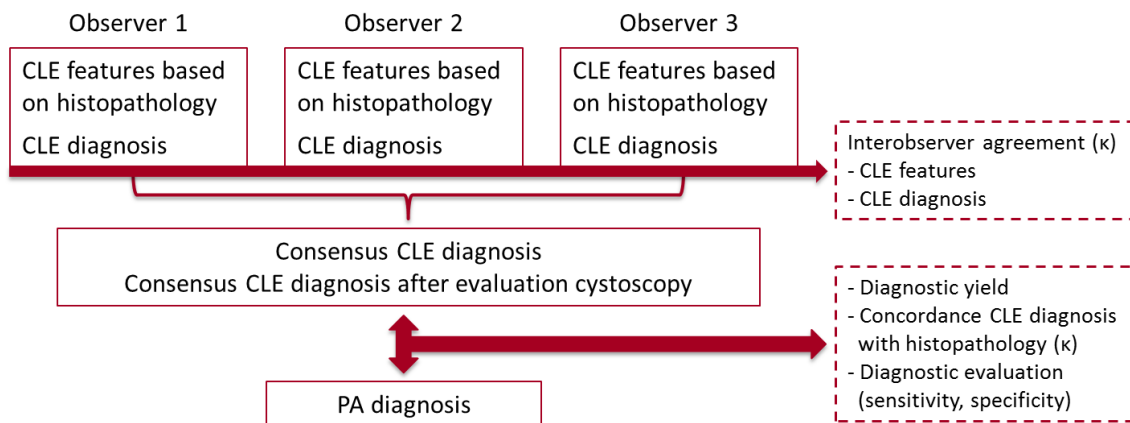 Observer 1
Observer 2
Observer 3
CLE features based
on histopathology
CLE diagnosis
CLE features based
on histopathology
CLE diagnosis
CLE features based
on histopathology
CLE diagnosis
Interobserver agreement (κ)
- CLE features
- CLE diagnosis
Consensus CLE diagnosis
Consensus CLE diagnosis after evaluation cystoscopy
- Diagnostic yield
- Concordance CLE diagnosis
with histopathology (κ)
- Diagnostic evaluation
(sensitivity, specificity)
PA diagnosis